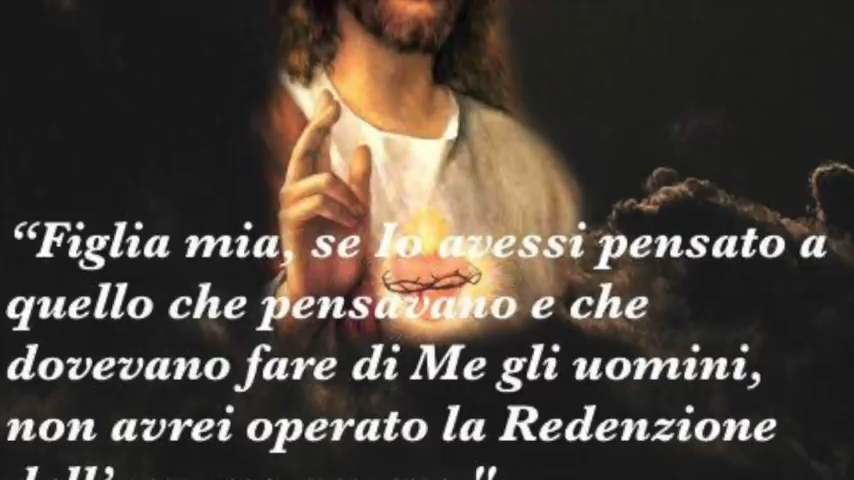 “Figlia mia, se Io avessi pensato a
quello che pensavano e che
dovevano fare di Me gli uomini,
non avrei operato la Redenzione